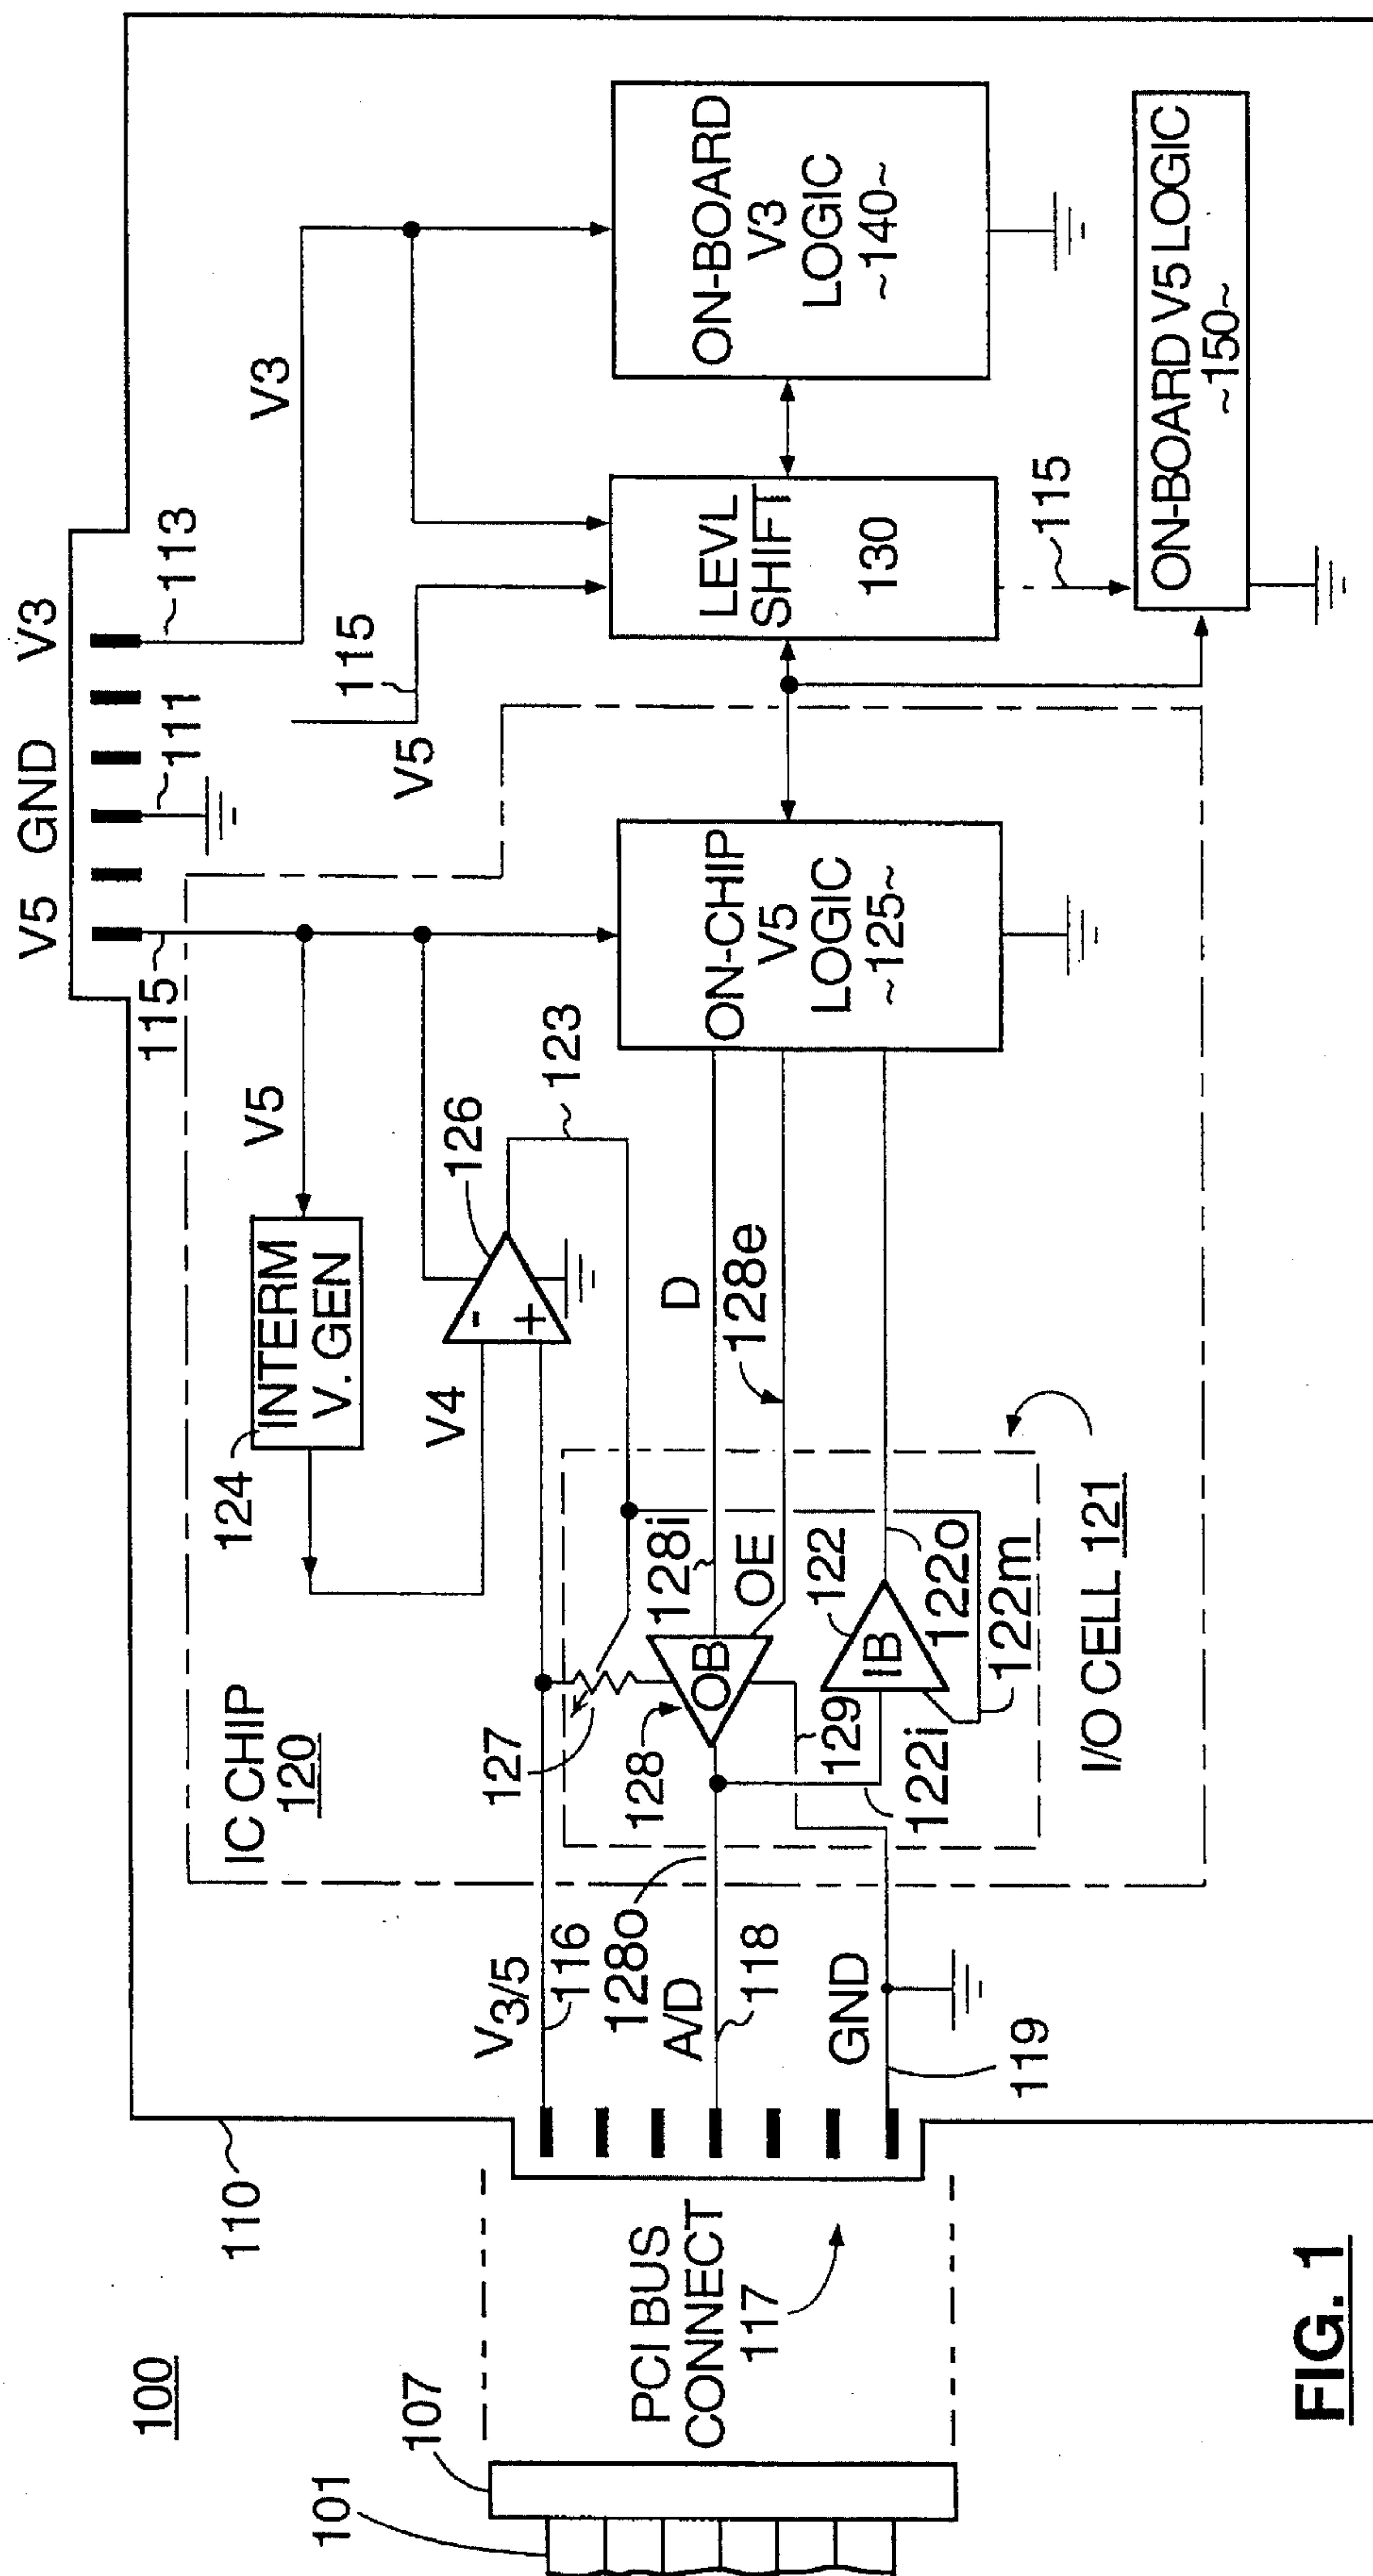 100
101
107
PCI BUS
CONNECT
117
110
V5 GND V3
115
111
113
V5
V3
V5
115
IC CHIP
120
124
INTERM
V. GEN
V4
-
+
126
123
V3/5
116
127
128o
A/D
118
GND
119
128
OB
128i
D
OE
128e
129
122
IB
122i
122o
122m
I/O CELL 121
ON-CHIP
V5
LOGIC
~125~
LEVL
SHIFT
130
ON-BOARD
V3
LOGIC
~140~
115
ON-BOARD V5 LOGIC
~150~
FIG. 1